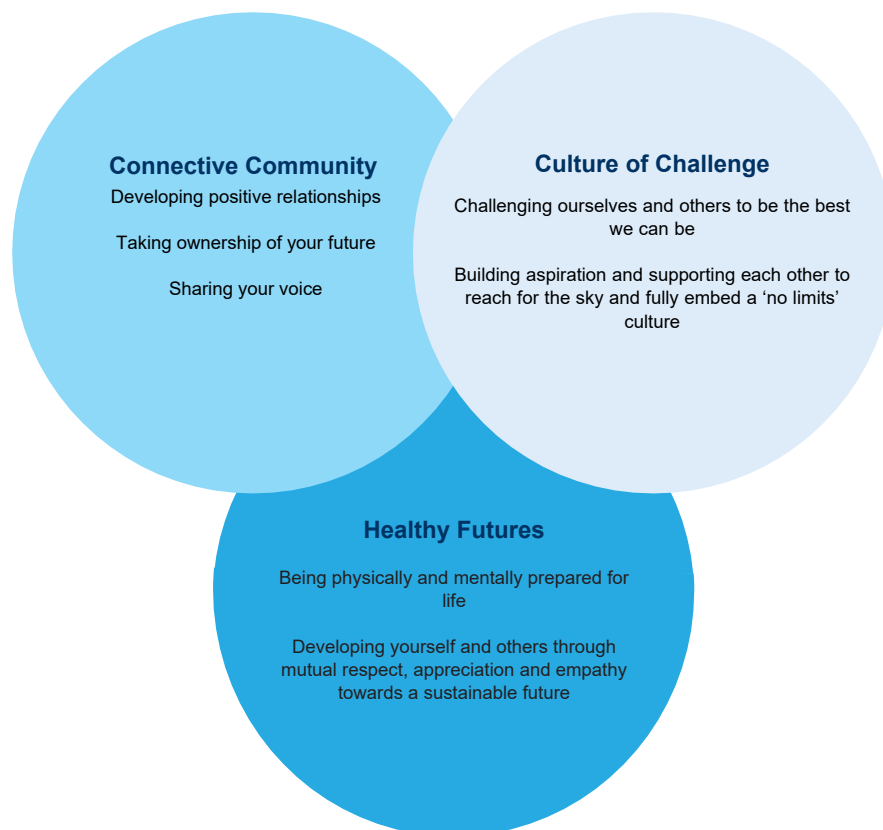 Connective Community
Developing positive relationships
Taking ownership of your future
Sharing your voice
Culture of Challenge
Challenging ourselves and others to be the best
we can be
Building aspiration and supporting each other to
reach for the sky and fully embed a ‘no limits’
culture
Healthy Futures
Being physically and mentally prepared for
life
Developing yourself and others through
mutual respect, appreciation and empathy
towards a sustainable future